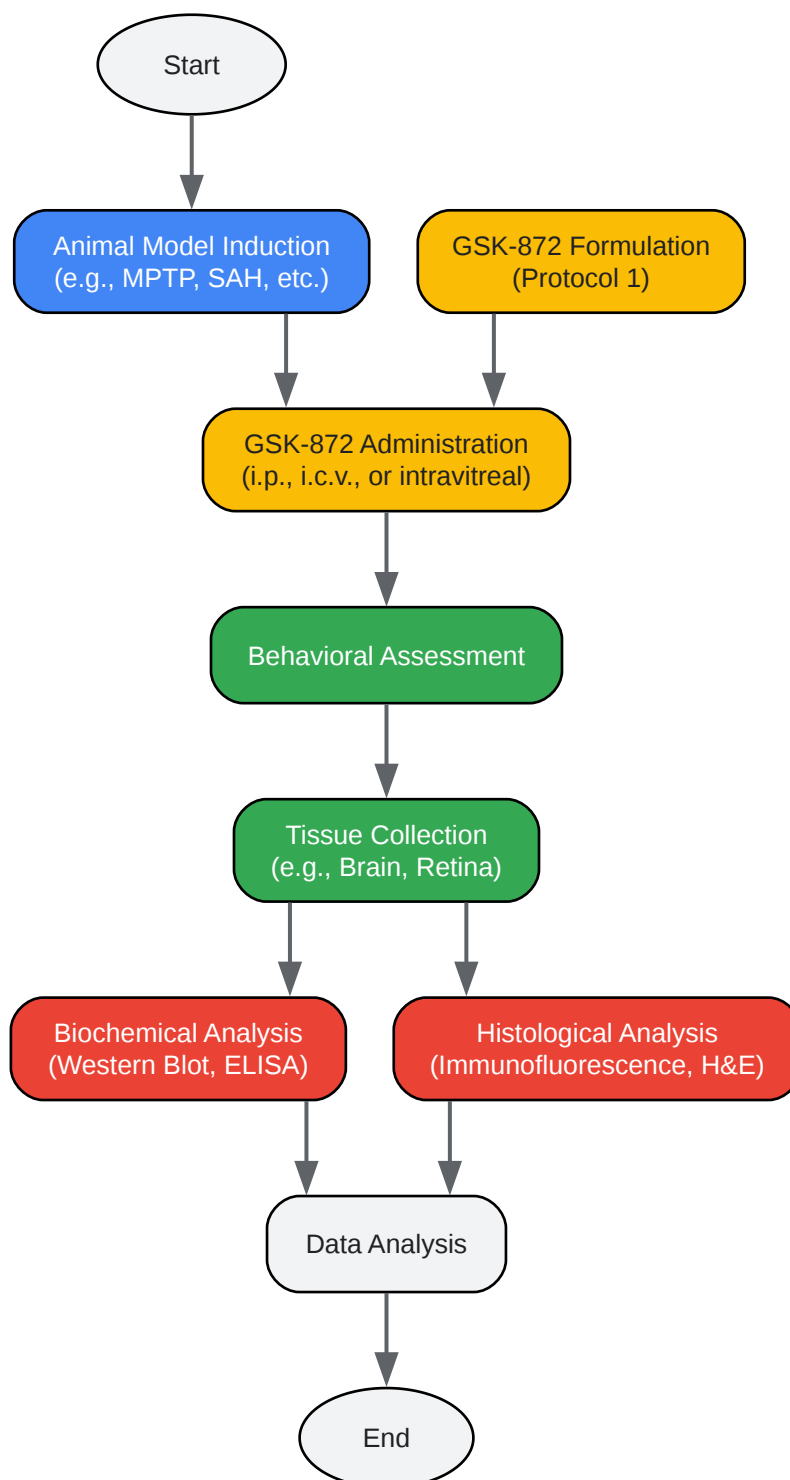 Start
Animal Model Induction
(e.g., MPTP, SAH, etc.)
GSK-872 Formulation
(Protocol 1)
GSK-872 Administration
(i.p., i.c.v., or intravitreal)
Behavioral Assessment
Tissue Collection
(e.g., Brain, Retina)
Biochemical Analysis
(Western Blot, ELISA)
Histological Analysis
(Immunofluorescence, H&E)
Data Analysis
End